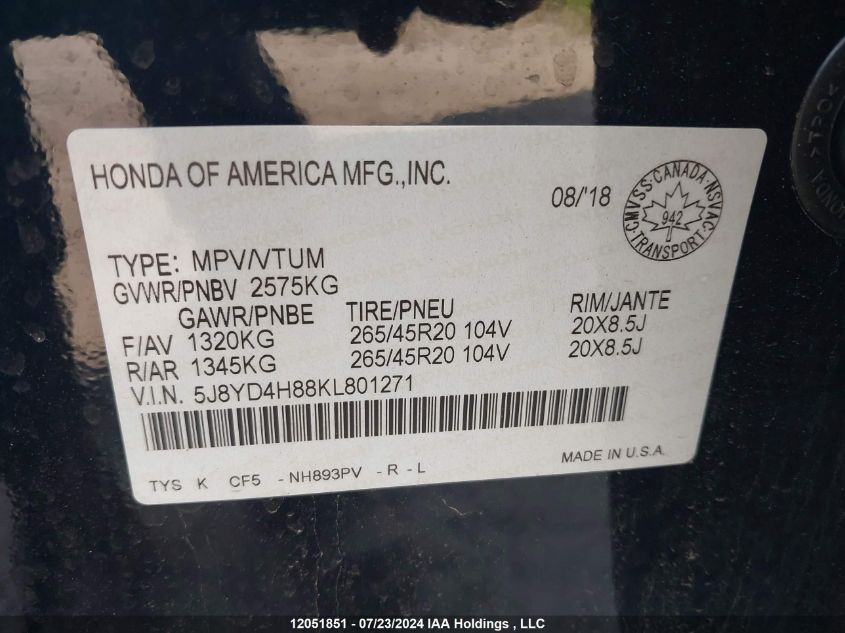 HONDA OF AMERICA MFG.,INC.
08/'18
CMVSS·CANADA·NSVAC
942
TRANSPORT
TYPE: MPV/VTUM
GVWR/PNBV 2575KG
GAWR/PNBE TIRE/PNEU RIM/JANTE
F/AV 1320KG 265/45R20 104V 20X8.5J
R/AR 1345KG 265/45R20 104V 20X8.5J
V.I.N. 5J8YD4H88KL801271
TYS K CF5 -NH893PV -R -L
MADE IN U.S.A.
12051851 - 07/23/2024 IAA Holdings , LLC